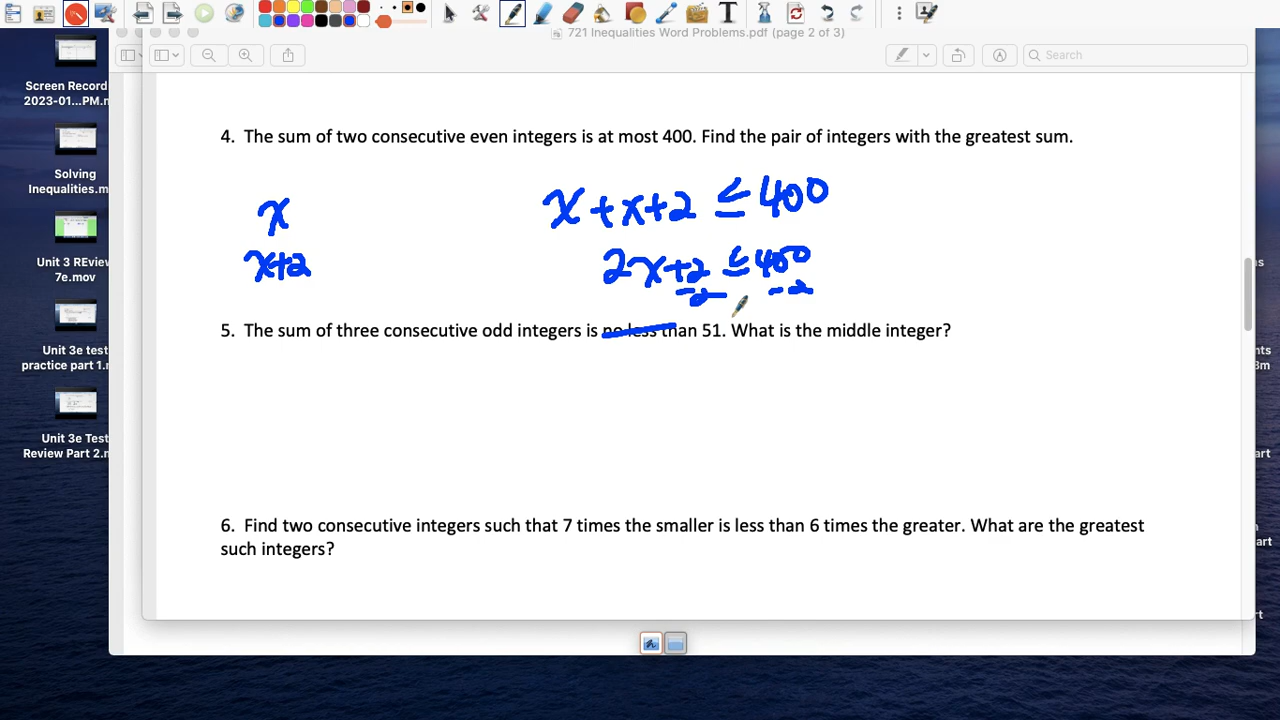 721 Inequalities Word Problems.pdf (page 2 of 3)
Search
Screen Record
2023-01...PM.m
Solving
Inequalities.m
Unit 3 REview
7e.mov
Unit 3e test
practice part 1.m
Unit 3e Test
Review Part 2.m
4. The sum of two consecutive even integers is at most 400. Find the pair of integers with the greatest sum.
x
x+2
x+x+2 ≤ 400
2x+2 ≤ 400
-2 -2
5. The sum of three consecutive odd integers is no less than 51. What is the middle integer?
6. Find two consecutive integers such that 7 times the smaller is less than 6 times the greater. What are the greatest
such integers?
nts
3m
art
art
art